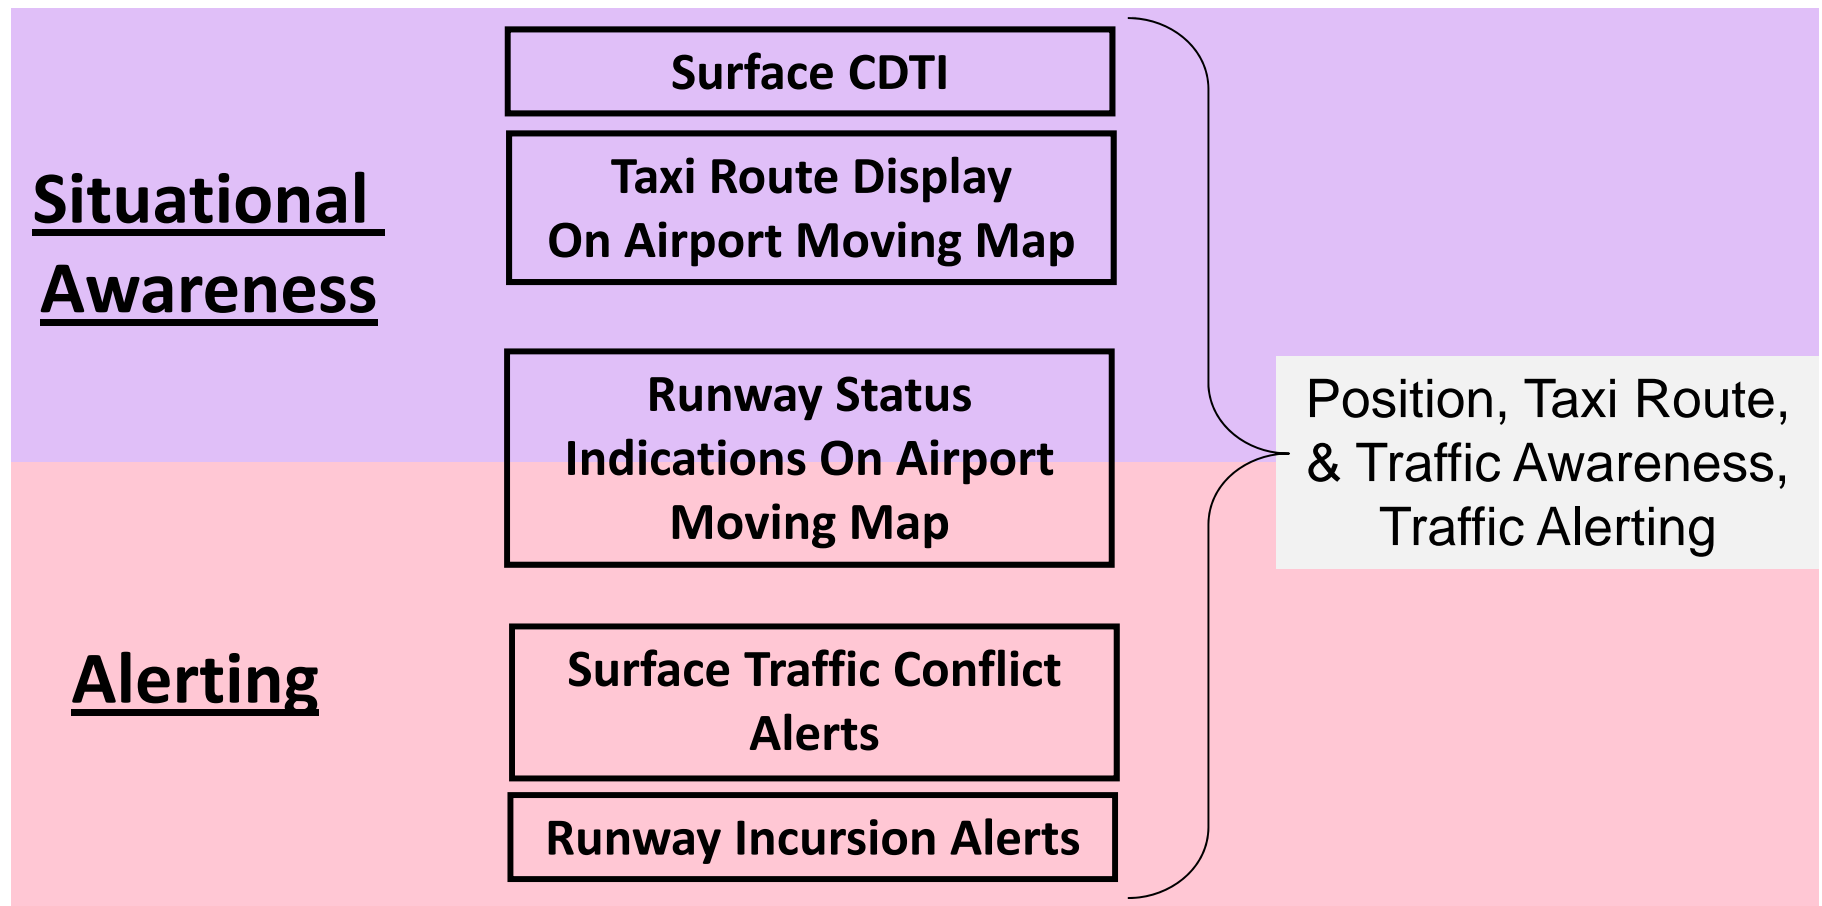 Situational
Awareness
Surface CDTI
Taxi Route Display
On Airport Moving Map
Runway Status
Indications On Airport
Moving Map
Alerting
Surface Traffic Conflict
Alerts
Runway Incursion Alerts
Position, Taxi Route,
& Traffic Awareness,
Traffic Alerting